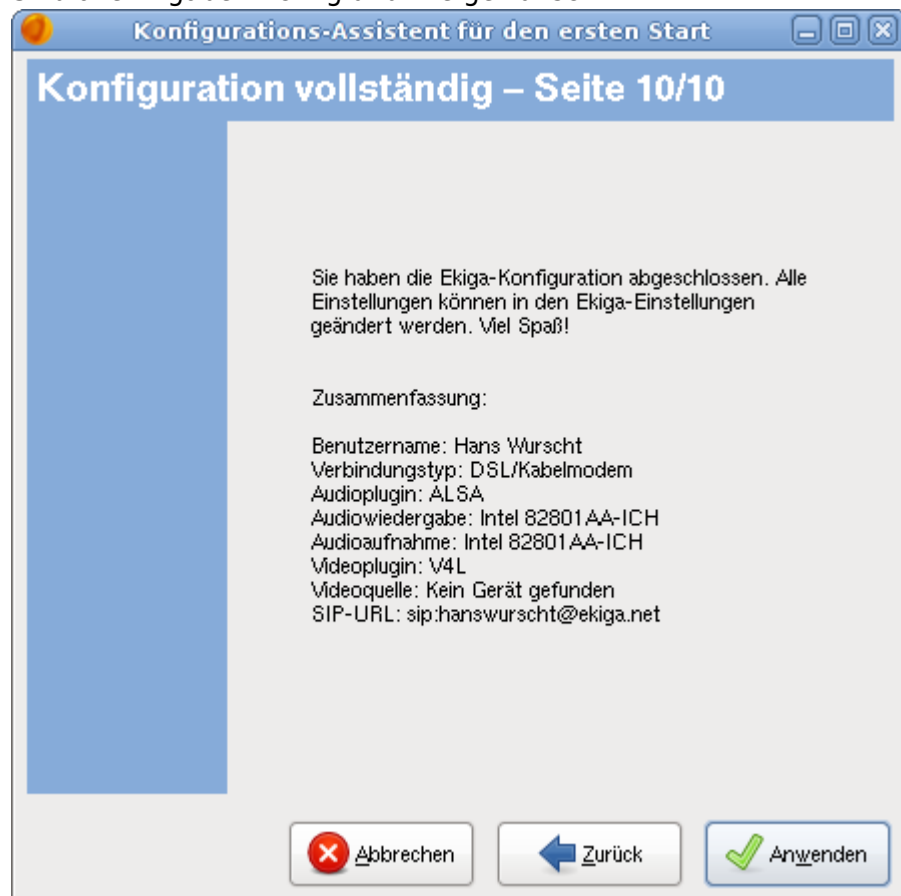 Konfigurations-Assistent für den ersten Start
Konfiguration vollständig – Seite 10/10
Sie haben die Ekiga-Konfiguration abgeschlossen. Alle
Einstellungen können in den Ekiga-Einstellungen
geändert werden. Viel Spaß!
Zusammenfassung:
Benutzername: Hans Wurscht
Verbindungstyp: DSL/Kabelmodem
Audioplugin: ALSA
Audiowiedergabe: Intel 82801AA-ICH
Audioaufnahme: Intel 82801AA-ICH
Videoplugin: V4L
Videoquelle: Kein Gerät gefunden
SIP-URL: sip:hanswurscht@ekiga.net
Abbrechen
Zurück
Anwenden